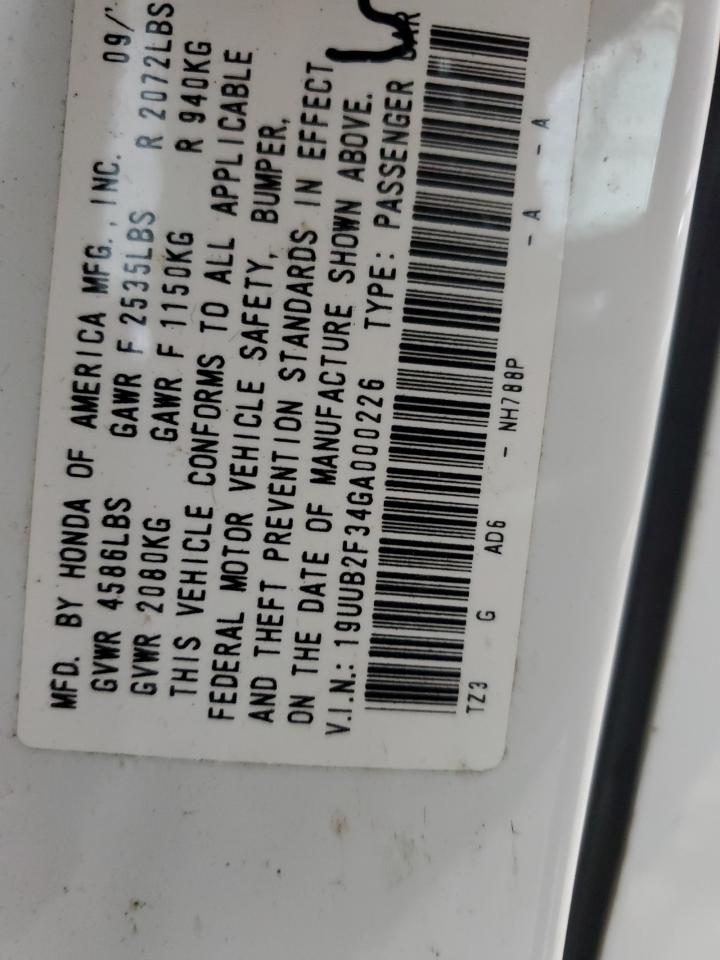 MFD. BY HONDA OF AMERICA MFG., INC. 09/
GVWR 4586LBS GAWR F 2535LBS R 2072LBS
GVWR 2080KG GAWR F 1150KG R 940KG
THIS VEHICLE CONFORMS TO ALL APPLICABLE
FEDERAL MOTOR VEHICLE SAFETY, BUMPER,
AND THEFT PREVENTION STANDARDS IN EFFECT
ON THE DATE OF MANUFACTURE SHOWN ABOVE.
V.I.N.: 19UUB2F34GA000226 TYPE: PASSENGER CAR
TZ3 G AD6 - NH788P - A - A